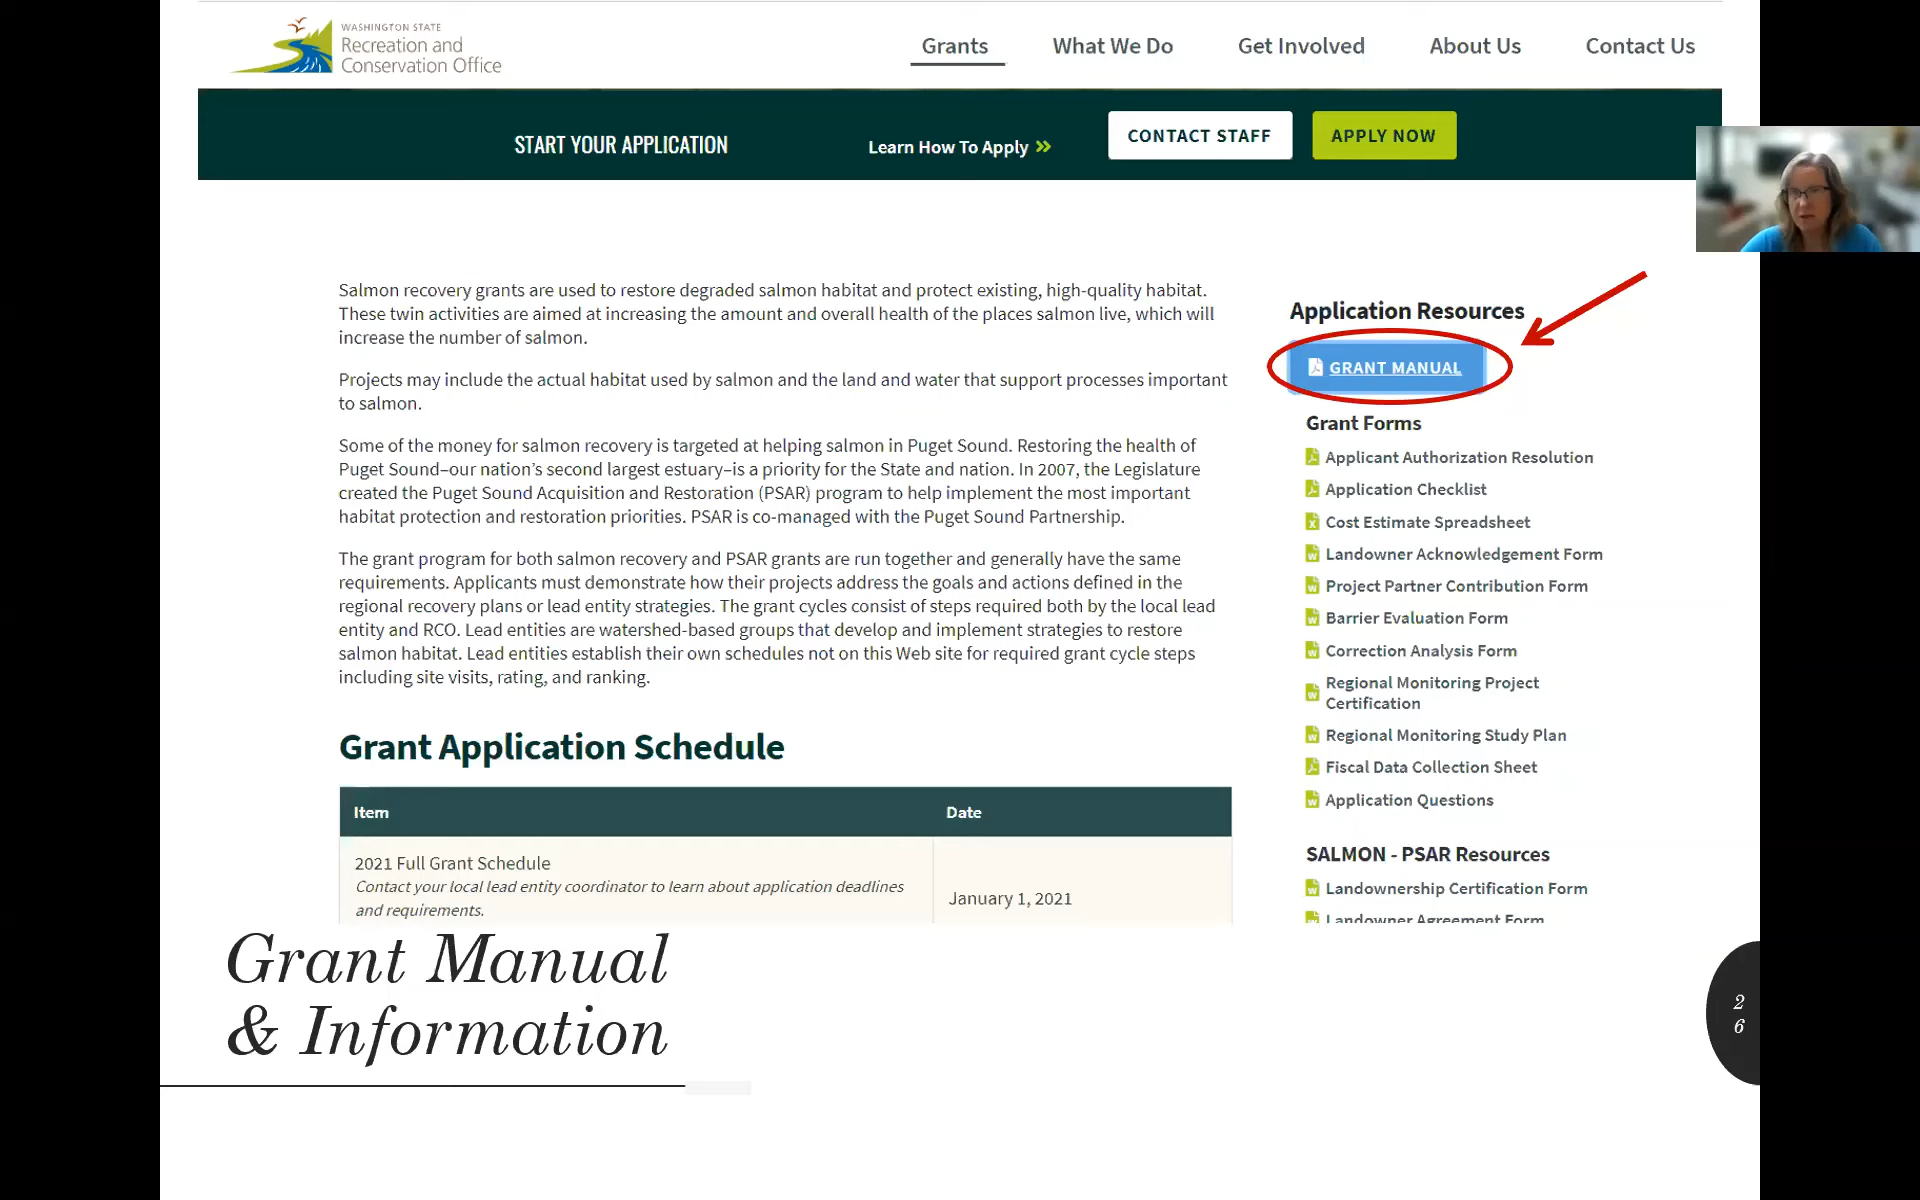 WASHINGTON STATE
Recreation and
Conservation Office
Grants
What We Do
Get Involved
About Us
Contact Us
START YOUR APPLICATION
Learn How To Apply »
CONTACT STAFF
APPLY NOW
Salmon recovery grants are used to restore degraded salmon habitat and protect existing, high-quality habitat.
These twin activities are aimed at increasing the amount and overall health of the places salmon live, which will
increase the number of salmon.
Projects may include the actual habitat used by salmon and the land and water that support processes important
to salmon.
Some of the money for salmon recovery is targeted at helping salmon in Puget Sound. Restoring the health of
Puget Sound–our nation’s second largest estuary–is a priority for the State and nation. In 2007, the Legislature
created the Puget Sound Acquisition and Restoration (PSAR) program to help implement the most important
habitat protection and restoration priorities. PSAR is co-managed with the Puget Sound Partnership.
The grant program for both salmon recovery and PSAR grants are run together and generally have the same
requirements. Applicants must demonstrate how their projects address the goals and actions defined in the
regional recovery plans or lead entity strategies. The grant cycles consist of steps required both by the local lead
entity and RCO. Lead entities are watershed-based groups that develop and implement strategies to restore
salmon habitat. Lead entities establish their own schedules not on this Web site for required grant cycle steps
including site visits, rating, and ranking.
Grant Application Schedule
Item
Date
2021 Full Grant Schedule
Contact your local lead entity coordinator to learn about application deadlines
and requirements.
January 1, 2021
Application Resources
GRANT MANUAL
Grant Forms
Applicant Authorization Resolution
Application Checklist
Cost Estimate Spreadsheet
Landowner Acknowledgement Form
Project Partner Contribution Form
Barrier Evaluation Form
Correction Analysis Form
Regional Monitoring Project
Certification
Regional Monitoring Study Plan
Fiscal Data Collection Sheet
Application Questions
SALMON - PSAR Resources
Landownership Certification Form
Landowner Agreement Form
Grant Manual
& Information
2
6